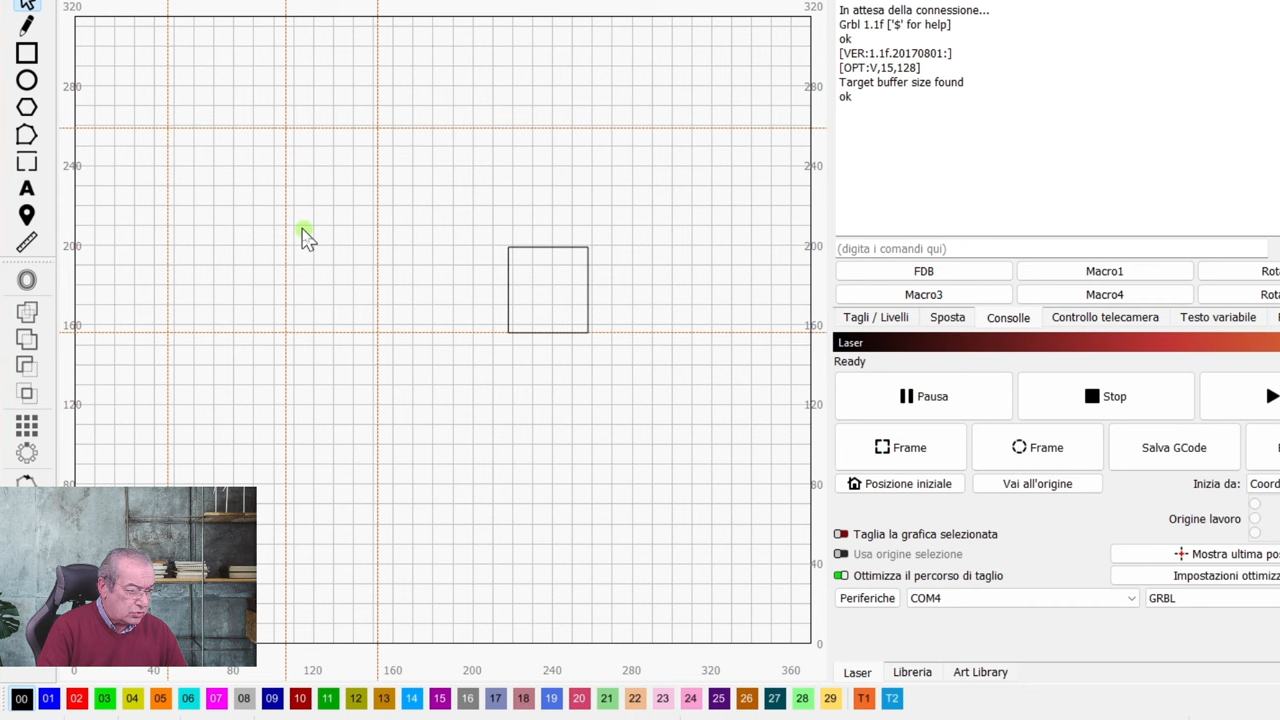 320
320
In attesa della connessione...
Grbl 1.1f ['$' for help]
ok
[VER:1.1f.20170801:]
[OPT:V,15,128]
Target buffer size found
ok
280
280
240
240
200
200
160
160
120
120
80
80
40
0
0
40
80
120
160
200
240
280
320
360
A
(digita i comandi qui)
FDB
Macro1
Macro3
Macro4
Tagli / Livelli
Sposta
Consolle
Controllo telecamera
Testo variabile
Laser
Ready
Pausa
Stop
Frame
Frame
Salva GCode
Posizione iniziale
Vai all'origine
Inizia da:
Origine lavoro
Taglia la grafica selezionata
Usa origine selezione
Mostra ultima
Ottimizza il percorso di taglio
Impostazioni
Periferiche
COM4
GRBL
Laser
Libreria
Art Library
00 01 02 03 04 05 06 07 08 09 10 11 12 13 14 15 16 17 18 19 20 21 22 23 24 25 26 27 28 29 T1 T2